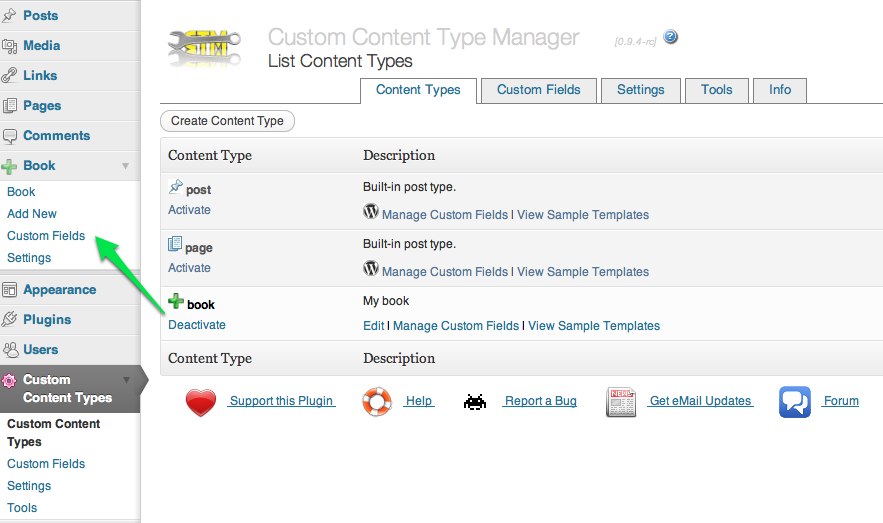 Posts
Media
Links
Pages
Comments
Book
Book
Add New
Custom Fields
Settings
Appearance
Plugins
Users
Custom
Content Types
Custom Content
Types
Custom Fields
Settings
Tools
Custom Content Type Manager [0.9.4-rc] ?
List Content Types
Content Types Custom Fields Settings Tools Info
Create Content Type
Content Type Description
post Built-in post type.
Activate Manage Custom Fields | View Sample Templates
page Built-in post type.
Activate Manage Custom Fields | View Sample Templates
book My book
Deactivate Edit | Manage Custom Fields | View Sample Templates
Content Type Description
Support this Plugin Help Report a Bug NEWS Get eMail Updates Forum